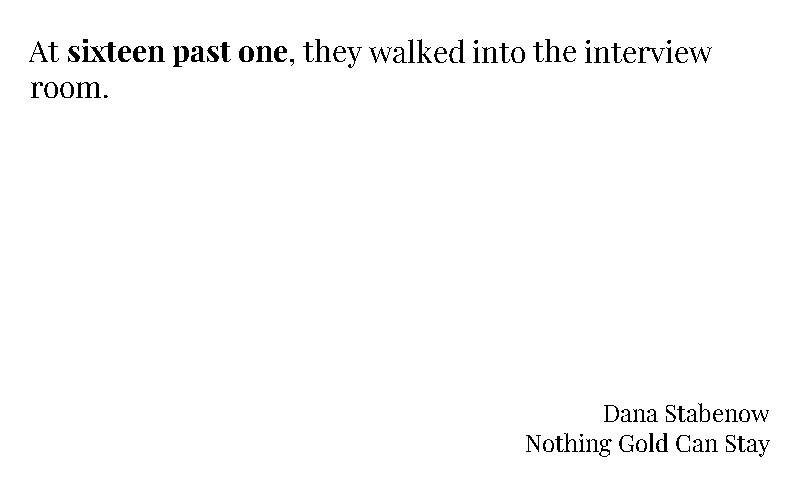 At sixteen past one, they walked into the interview
room.
Dana Stabenow
Nothing Gold Can Stay